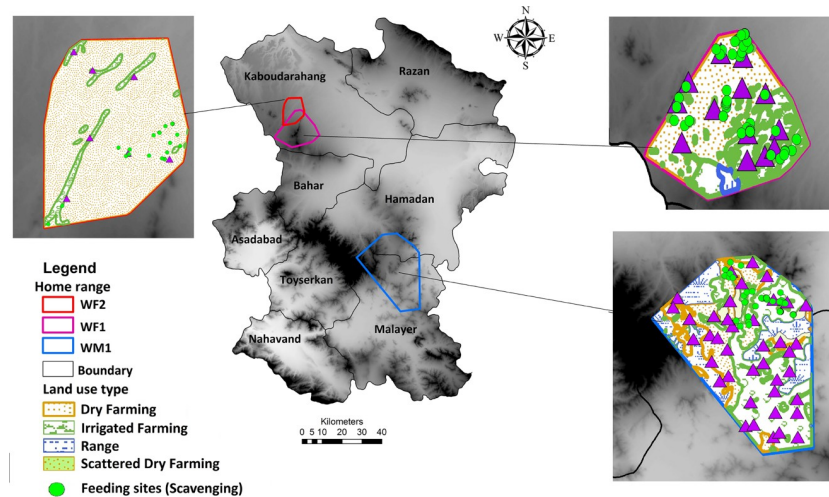 N
W E
S
Kaboudarahang
Razan
Bahar
Hamadan
Asadabad
Toyserkan
Nahavand
Malayer
Legend
Home range
WF2
WF1
WM1
Boundary
Land use type
Dry Farming
Irrigated Farming
Range
Scattered Dry Farming
Feeding sites (Scavenging)
Kilometers
0 5 10 20 30 40